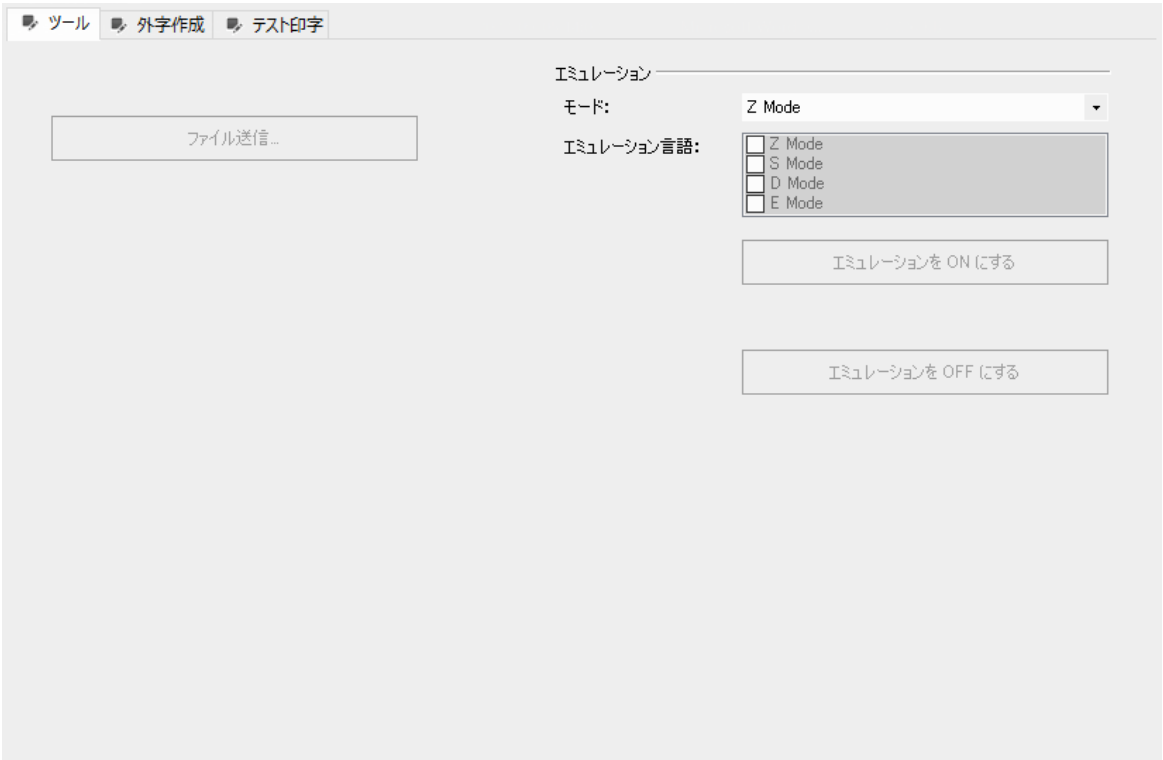 ツール 外字作成 テスト印字
ファイル送信...
エミュレーション
モード: Z Mode
エミュレーション言語:
Z Mode
S Mode
D Mode
E Mode
エミュレーションを ON にする
エミュレーションを OFF にする